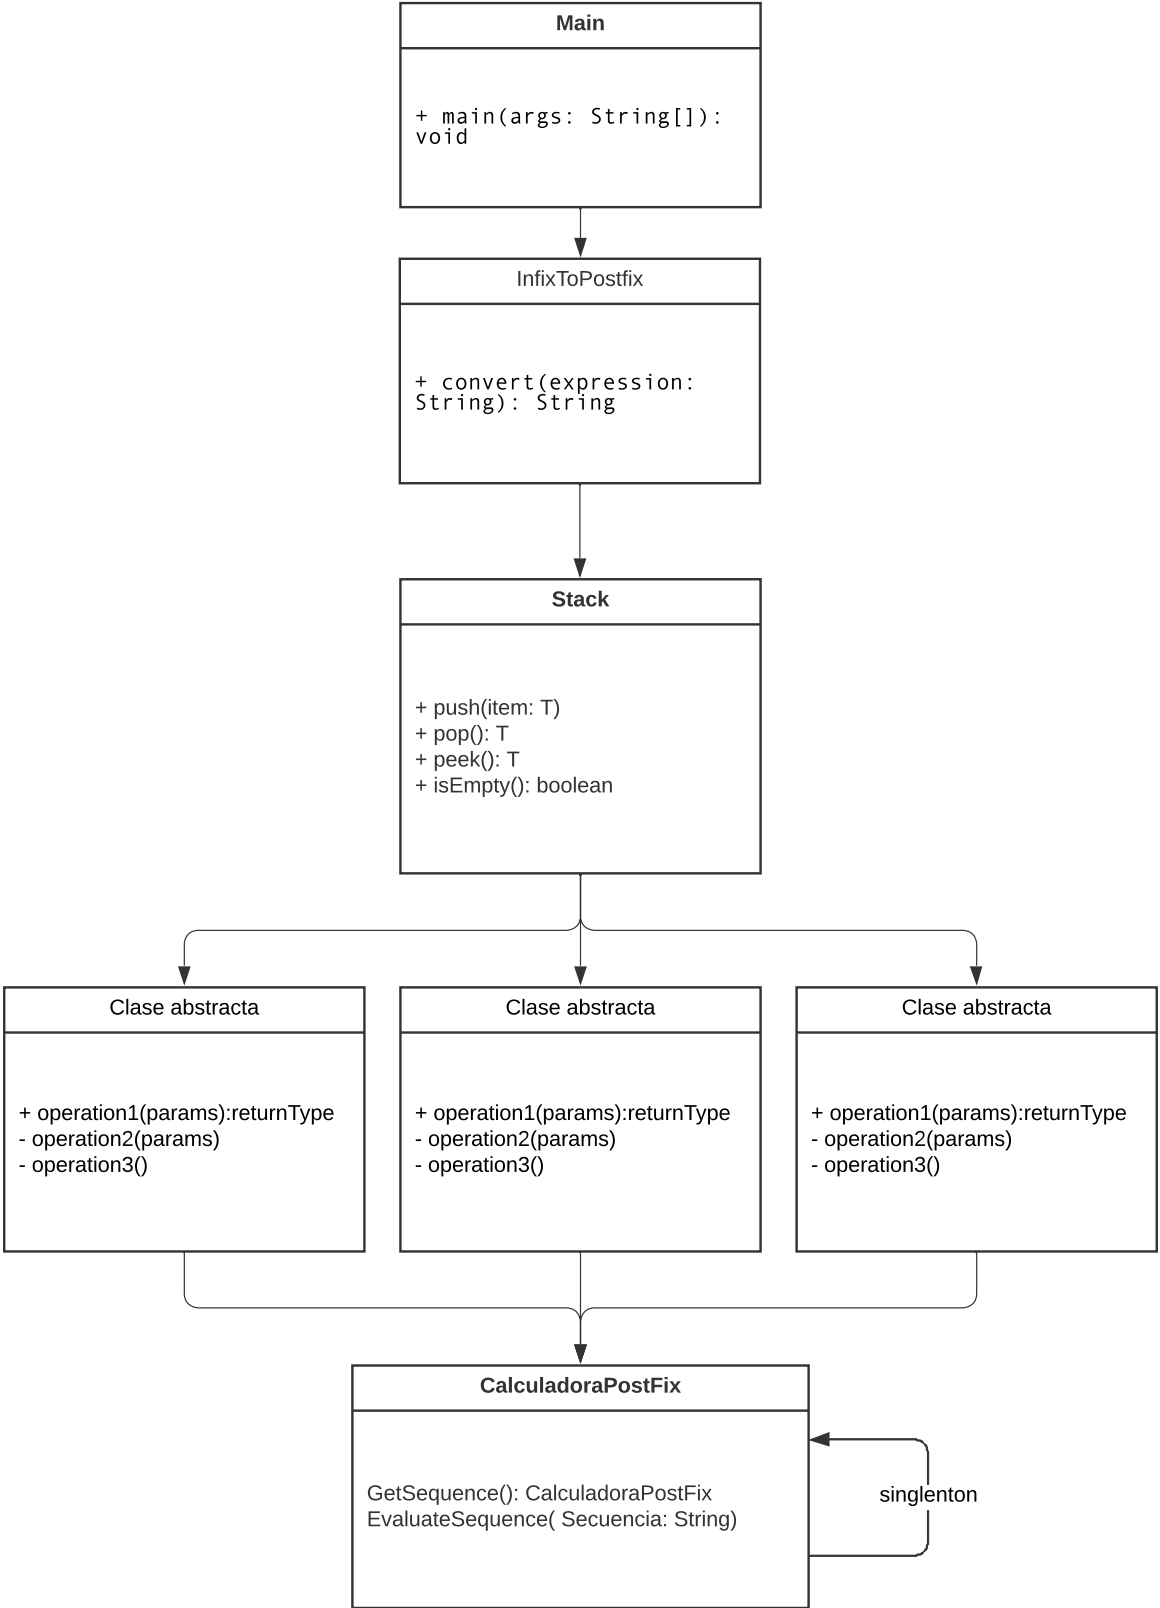 Main
+ main(args: String[]):
void
InfixToPostfix
+ convert(expression:
String): String
Stack
+ push(item: T)
+ pop(): T
+ peek(): T
+ isEmpty(): boolean
Clase abstracta
+ operation1(params):returnType
- operation2(params)
- operation3()
Clase abstracta
+ operation1(params):returnType
- operation2(params)
- operation3()
Clase abstracta
+ operation1(params):returnType
- operation2(params)
- operation3()
CalculadoraPostFix
GetSequence(): CalculadoraPostFix
EvaluateSequence( Secuencia: String)
singlenton